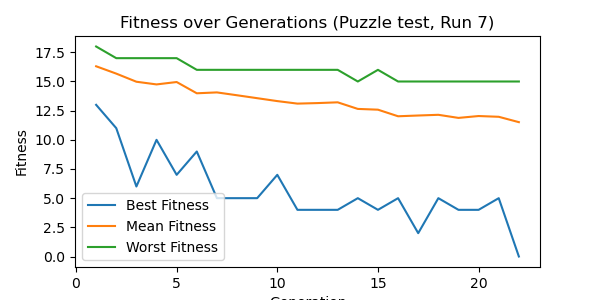 Fitness over Generations (Puzzle test, Run 7)
Fitness
17.5
15.0
12.5
10.0
7.5
5.0
2.5
0.0
Best Fitness
Mean Fitness
Worst Fitness
0 5 10 15 20
Generation